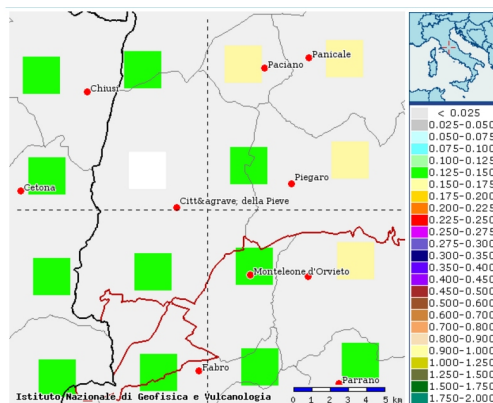 Panicale
Paciano
Chiusi
Cetona
Piegaro
Citt&agrave; della Pieve
Monteleone d'Orvieto
Fabro
Parrano
Istituto Nazionale di Geofisica e Vulcanologia
0 1 2 3 4 5 km
< 0.025
0.025-0.050
0.050-0.075
0.075-0.100
0.100-0.125
0.125-0.150
0.150-0.175
0.175-0.200
0.200-0.225
0.225-0.250
0.250-0.275
0.275-0.300
0.300-0.350
0.350-0.400
0.400-0.450
0.450-0.500
0.500-0.600
0.600-0.700
0.700-0.800
0.800-0.900
0.900-1.000
1.000-1.250
1.250-1.500
1.500-1.750
1.750-2.000